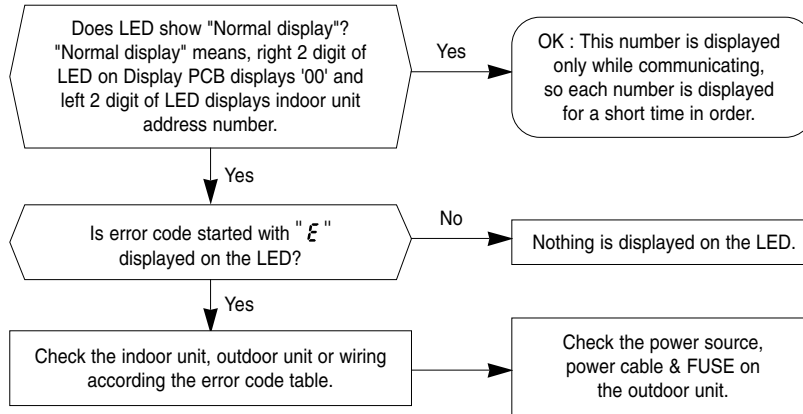 Does LED show "Normal display"?
"Normal display" means, right 2 digit of
LED on Display PCB displays '00' and
left 2 digit of LED displays indoor unit
address number.
Yes
OK : This number is displayed
only while communicating,
so each number is displayed
for a short time in order.
Yes
Is error code started with "E"
displayed on the LED?
No
Nothing is displayed on the LED.
Yes
Check the indoor unit, outdoor unit or wiring
according the error code table.
Check the power source,
power cable & FUSE on
the outdoor unit.